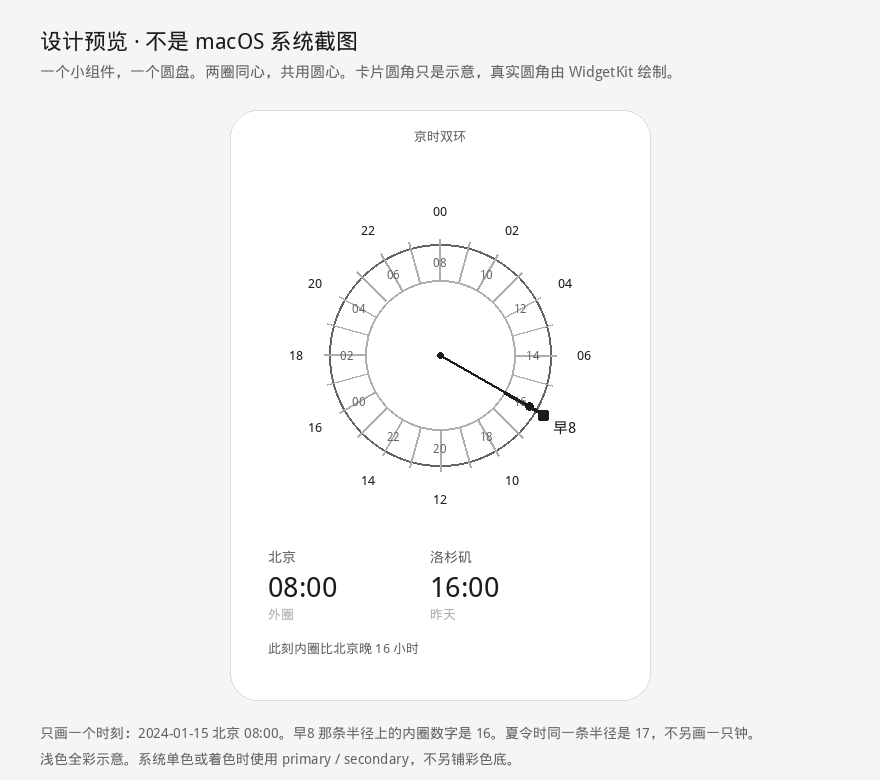 设计预览 · 不是 macOS 系统截图
一个小组件，一个圆盘。两圈同心，共用圆心。卡片圆角只是示意，真实圆角由 WidgetKit 绘制。
京时双环
00
22
02
08
06
10
20
04
04
12
18
02
14
06
00
16
16
早8
22
18
20
14
10
12
北京
洛杉矶
08:00
16:00
外圈
昨天
此刻内圈比北京晚 16 小时
只画一个时刻：2024-01-15 北京 08:00。早8 那条半径上的内圈数字是 16。夏令时同一条半径是 17，不另画一只钟。
浅色全彩示意。系统单色或着色时使用 primary / secondary，不另铺彩色底。